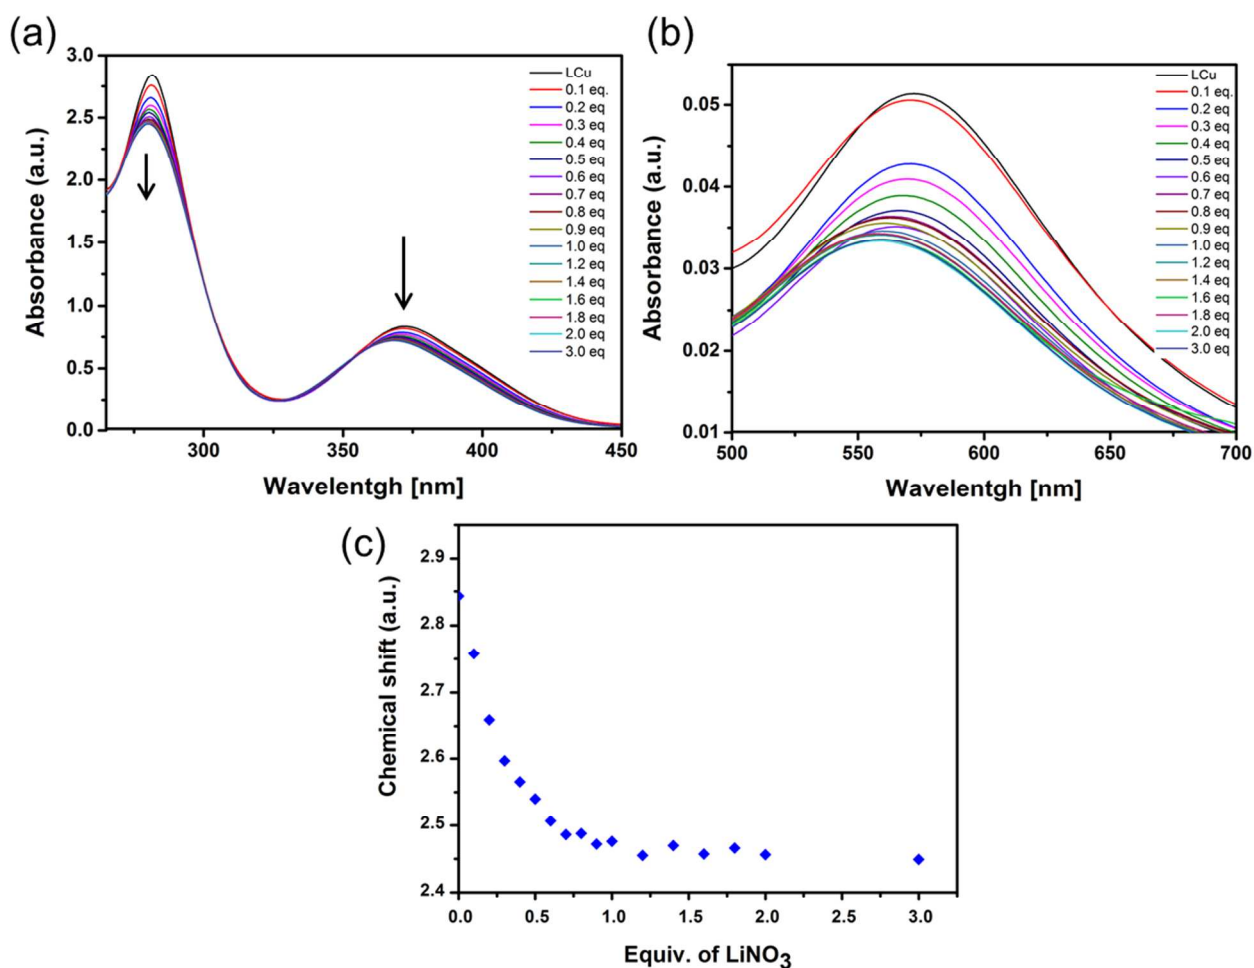 (a)
3.0
2.5
2.0
1.5
1.0
0.5
0.0
Absorbance (a.u.)
300
350
400
450
Wavelentgh [nm]
LCu
0.1 eq.
0.2 eq
0.3 eq
0.4 eq
0.5 eq
0.6 eq
0.7 eq
0.8 eq
0.9 eq
1.0 eq
1.2 eq
1.4 eq
1.6 eq
1.8 eq
2.0 eq
3.0 eq
(b)
0.05
0.04
0.03
0.02
0.01
Absorbance (a.u.)
500
550
600
650
700
Wavelentgh [nm]
LCu
0.1 eq.
0.2 eq
0.3 eq
0.4 eq
0.5 eq
0.6 eq
0.7 eq
0.8 eq
0.9 eq
1.0 eq
1.2 eq
1.4 eq
1.6 eq
1.8 eq
2.0 eq
3.0 eq
(c)
2.9
2.8
2.7
2.6
2.5
2.4
Chemical shift (a.u.)
0.0
0.5
1.0
1.5
2.0
2.5
3.0
Equiv. of LiNO₃